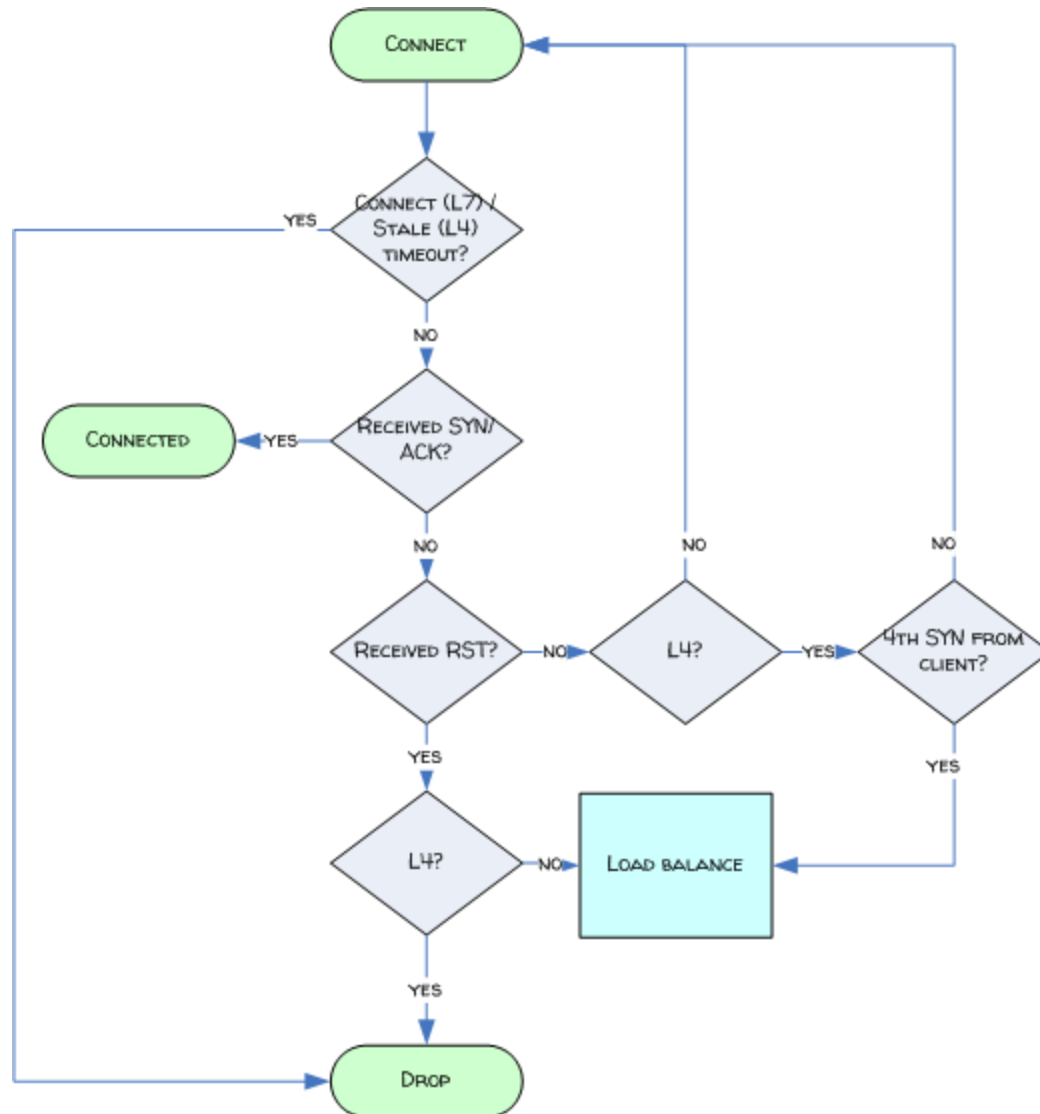 CONNECT
CONNECT (L7) /
STALE (L4)
TIMEOUT?
YES
NO
CONNECTED
YES
RECEIVED SYN/
ACK?
NO
NO
NO
RECEIVED RST?
NO
L4?
YES
4TH SYN FROM
CLIENT?
YES
YES
L4?
NO
LOAD BALANCE
YES
DROP